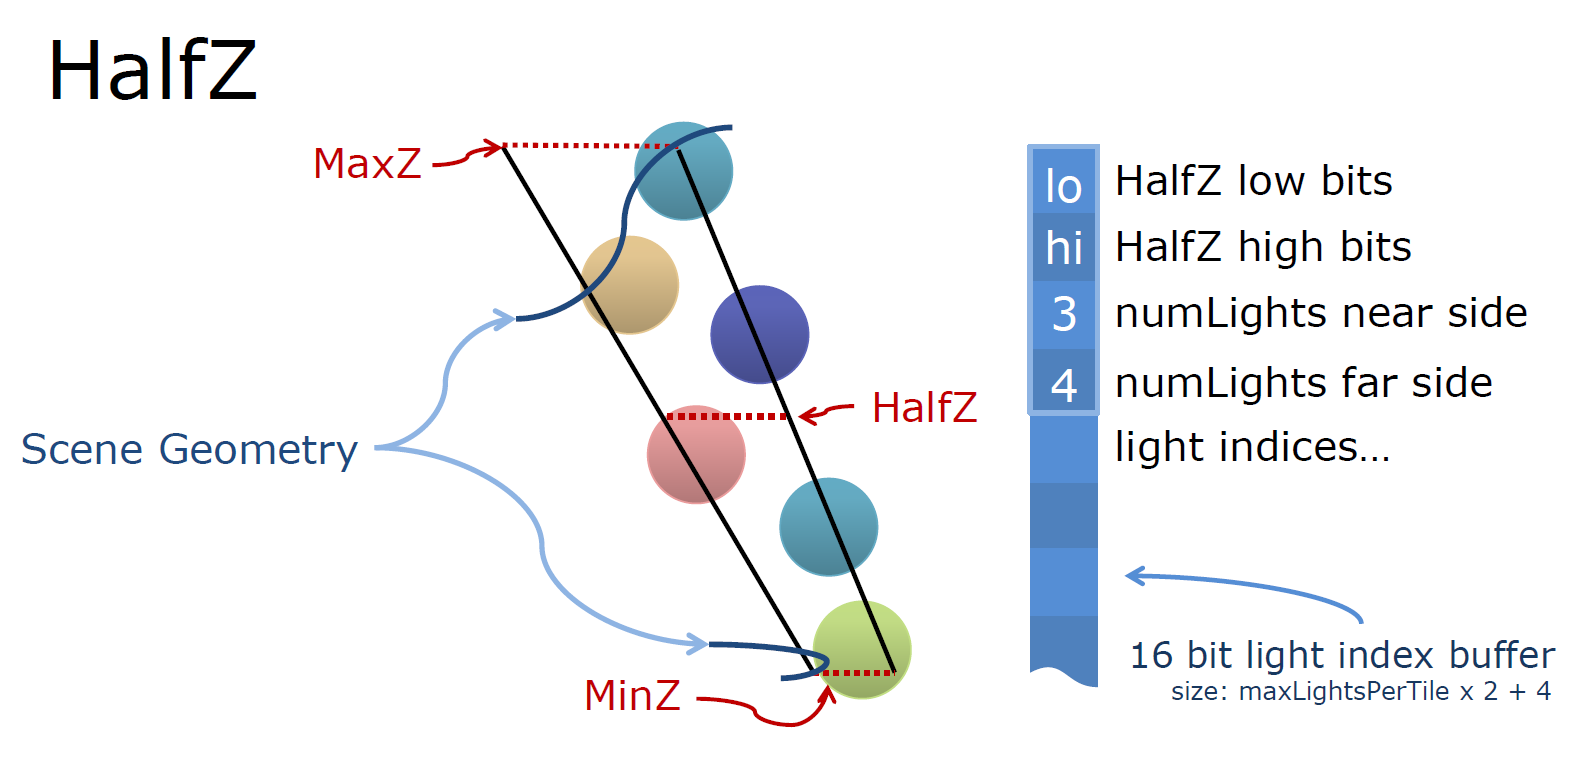 HalfZ
MaxZ
HalfZ
Scene Geometry
MinZ
lo HalfZ low bits
hi HalfZ high bits
3 numLights near side
4 numLights far side
light indices...
16 bit light index buffer
size: maxLightsPerTile x 2 + 4